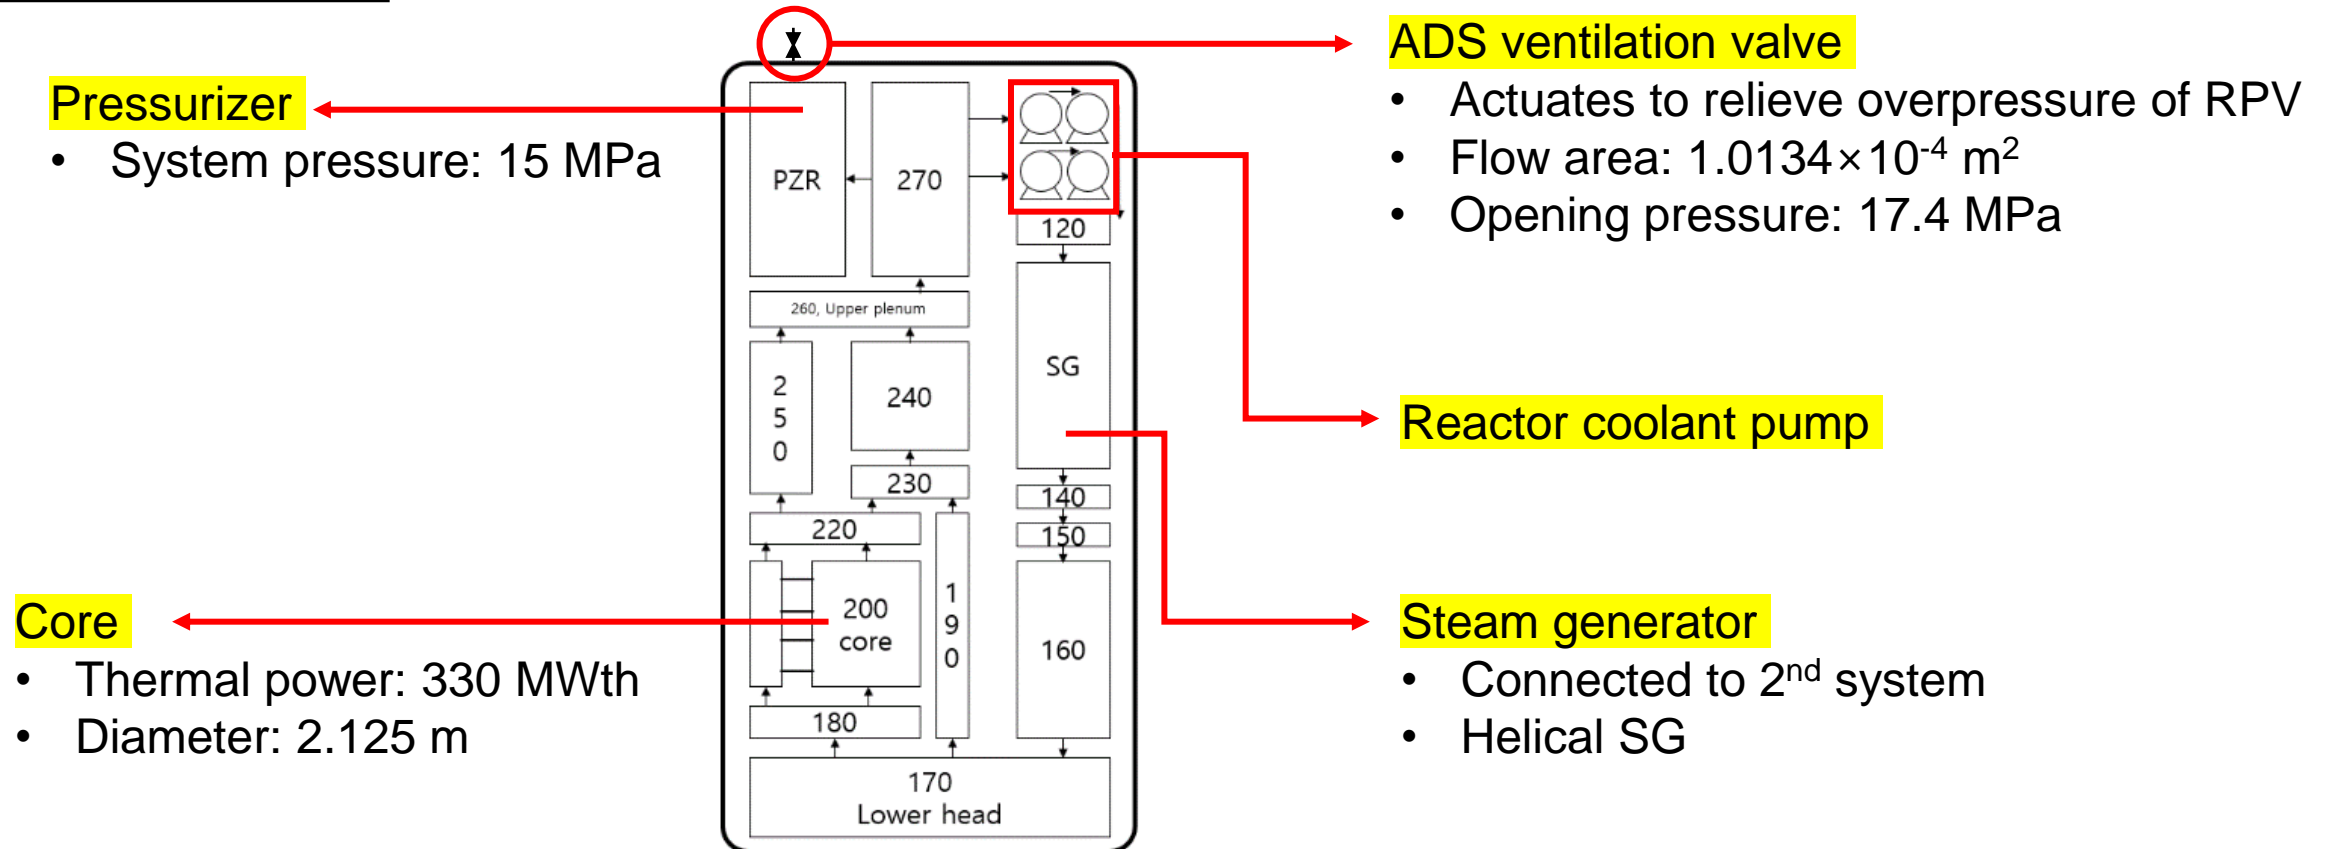 Pressurizer
• System pressure: 15 MPa
ADS ventilation valve
• Actuates to relieve overpressure of RPV
• Flow area: 1.0134×10⁻⁴ m²
• Opening pressure: 17.4 MPa
PZR
270
120
260, Upper plenum
SG
2
5
0
240
Reactor coolant pump
230
140
220
150
Core
• Thermal power: 330 MWth
• Diameter: 2.125 m
200
core
1
9
0
160
Steam generator
• Connected to 2ⁿᵈ system
• Helical SG
180
170
Lower head